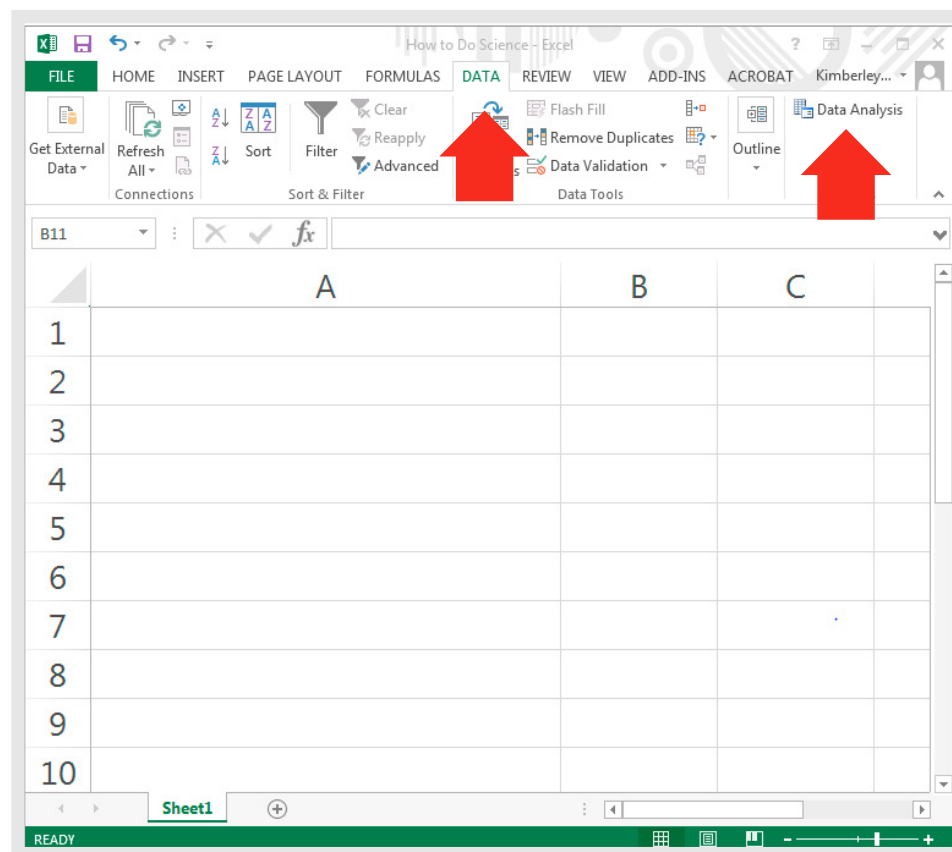 How to Do Science - Excel
?
FILE HOME INSERT PAGE LAYOUT FORMULAS DATA REVIEW VIEW ADD-INS ACROBAT Kimberley...
Get External Data
Refresh All
Connections
Sort
Filter
Clear
Reapply
Advanced
Sort & Filter
Flash Fill
Remove Duplicates
Data Validation
Data Tools
Outline
Data Analysis
B11
fx
A B C
1
2
3
4
5
6
7
8
9
10
Sheet1
READY